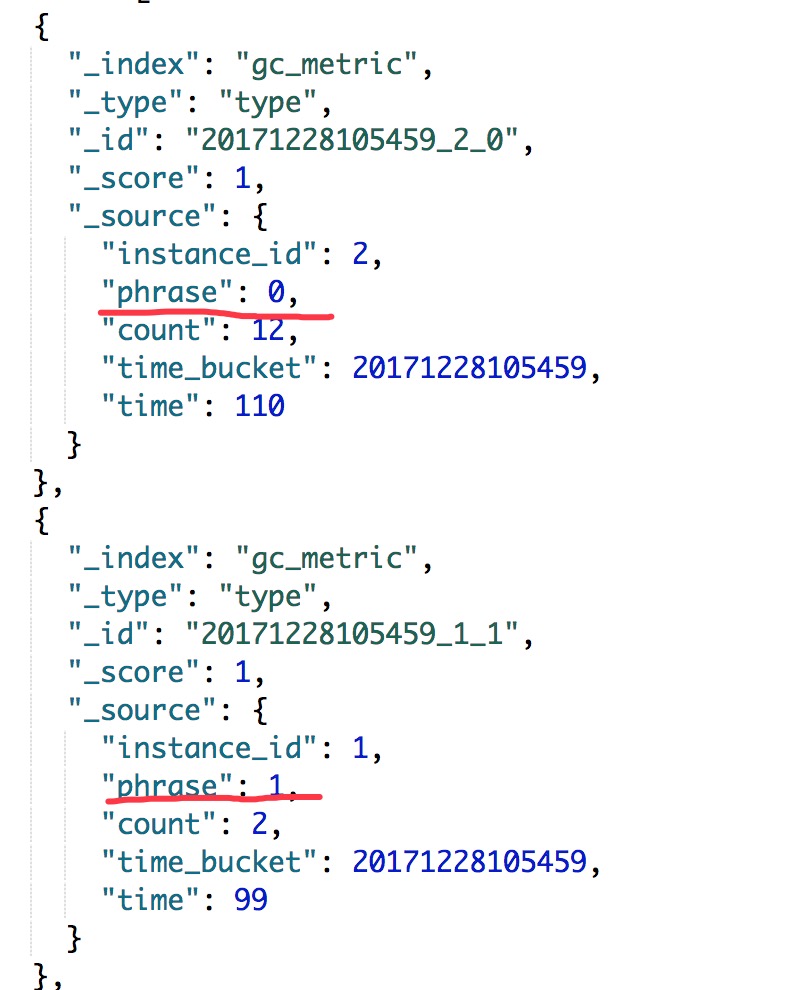 {
"_index": "gc_metric",
"_type": "type",
"_id": "20171228105459_2_0",
"_score": 1,
"_source": {
"instance_id": 2,
"phrase": 0,
"count": 12,
"time_bucket": 20171228105459,
"time": 110
}
},
{
"_index": "gc_metric",
"_type": "type",
"_id": "20171228105459_1_1",
"_score": 1,
"_source": {
"instance_id": 1,
"phrase": 1,
"count": 2,
"time_bucket": 20171228105459,
"time": 99
}
},